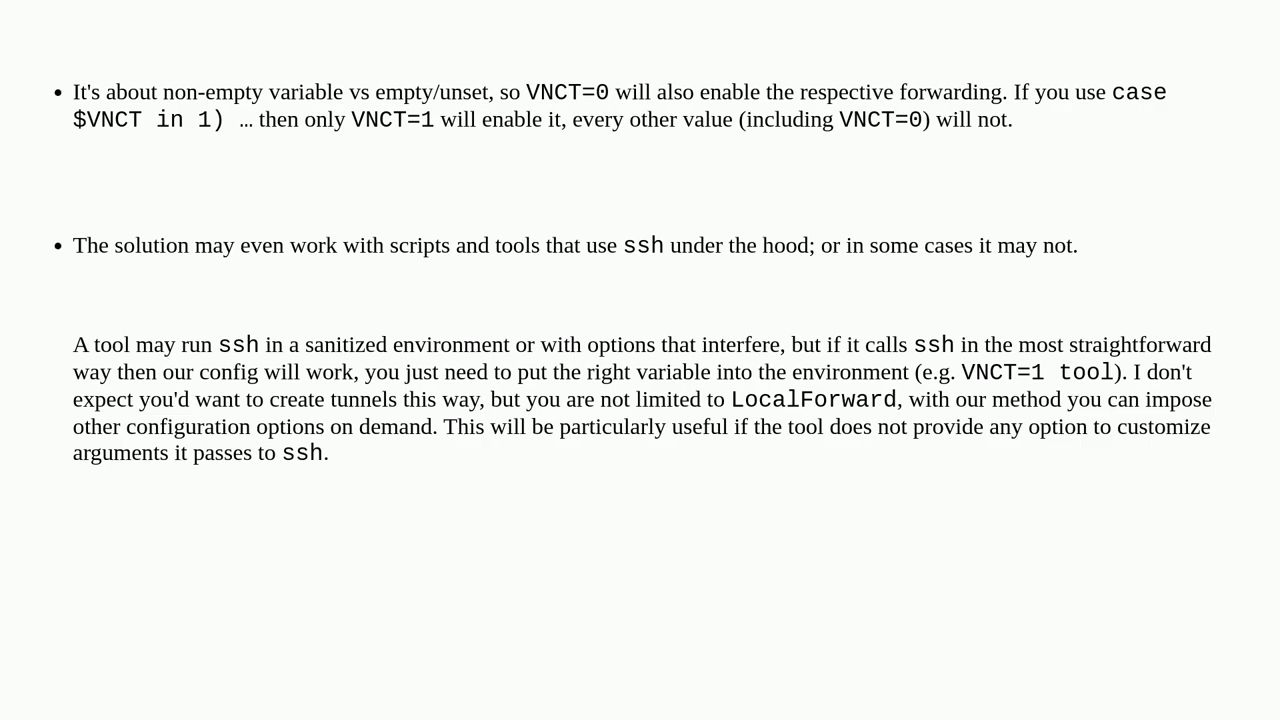 • It's about non-empty variable vs empty/unset, so VNCT=0 will also enable the respective forwarding. If you use case
$VNCT in 1) … then only VNCT=1 will enable it, every other value (including VNCT=0) will not.
• The solution may even work with scripts and tools that use ssh under the hood; or in some cases it may not.
A tool may run ssh in a sanitized environment or with options that interfere, but if it calls ssh in the most straightforward
way then our config will work, you just need to put the right variable into the environment (e.g. VNCT=1 tool). I don't
expect you'd want to create tunnels this way, but you are not limited to LocalForward, with our method you can impose
other configuration options on demand. This will be particularly useful if the tool does not provide any option to customize
arguments it passes to ssh.